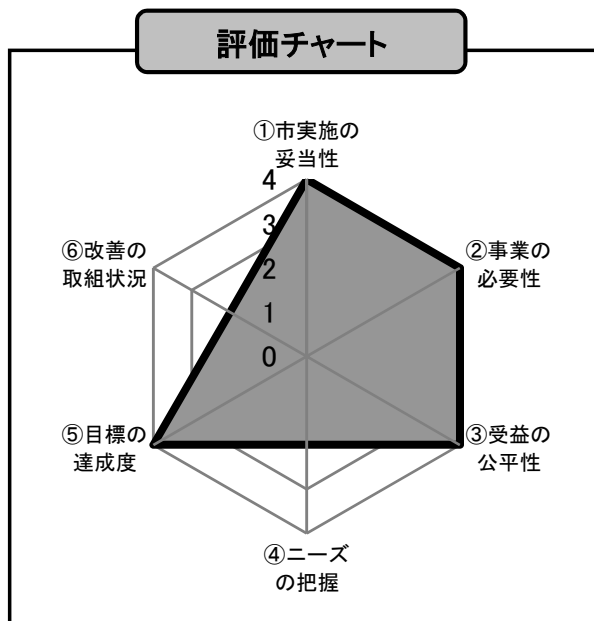 評価チャート
①市実施の
妥当性
4
3
2
1
0
②事業の
必要性
③受益の
公平性
④ニーズ
の把握
⑤目標の
達成度
⑥改善の
取組状況